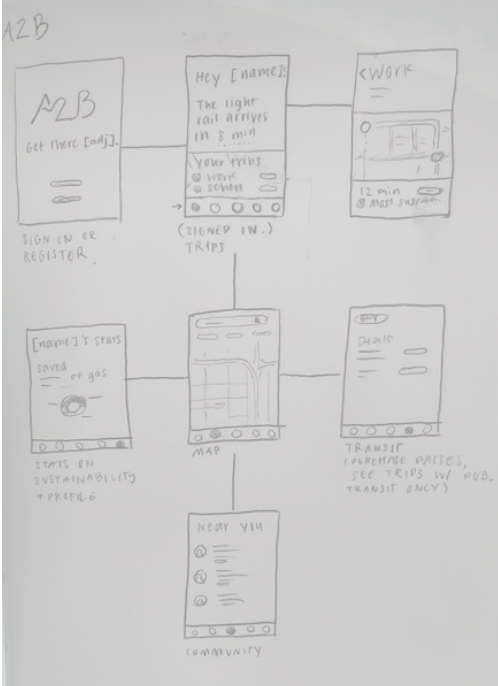 A2B
A2B
Get there [adj].
SIGN IN OR
REGISTER
Hey [name]!
The light
rail arrives
in 8 min
Your trips
work
school
(SIGNED IN.)
TRIPS
<Work
12 min
Most sustain.
[name]'s stats
saved
of gas
STATS ON
SUSTAINABILITY
+ PROFILE
MAP
BUY
Deals
TRANSIT
(PURCHASE PASSES,
SEE TRIPS W/ PUB.
TRANSIT ONLY)
Near you
COMMUNITY